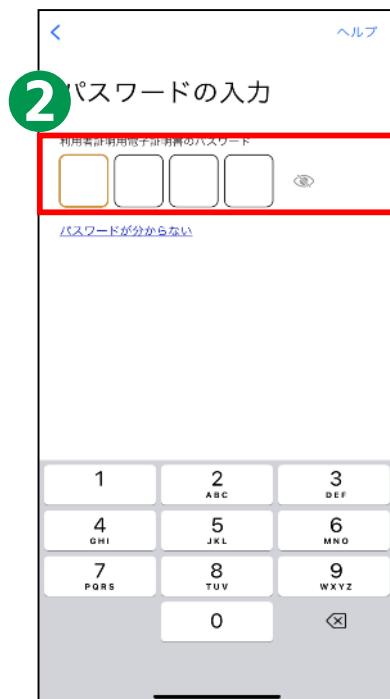 ヘルプ
2
パスワードの入力
利用者証明用電子証明書のパスワード
パスワードが分からない
1
2
ABC
3
DEF
4
GHI
5
JKL
6
MNO
7
PQRS
8
TUV
9
WXYZ
0